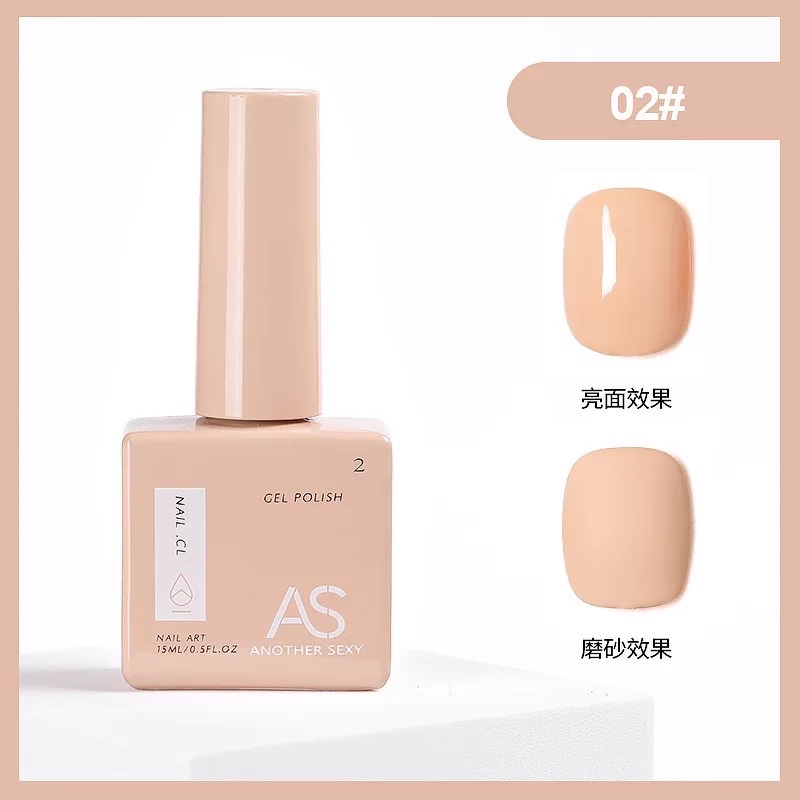 02#
亮面效果
2
GEL POLISH
NAIL .CL
AS
NAIL ART
15ML/0.5FL.OZ
ANOTHER SEXY
磨砂效果